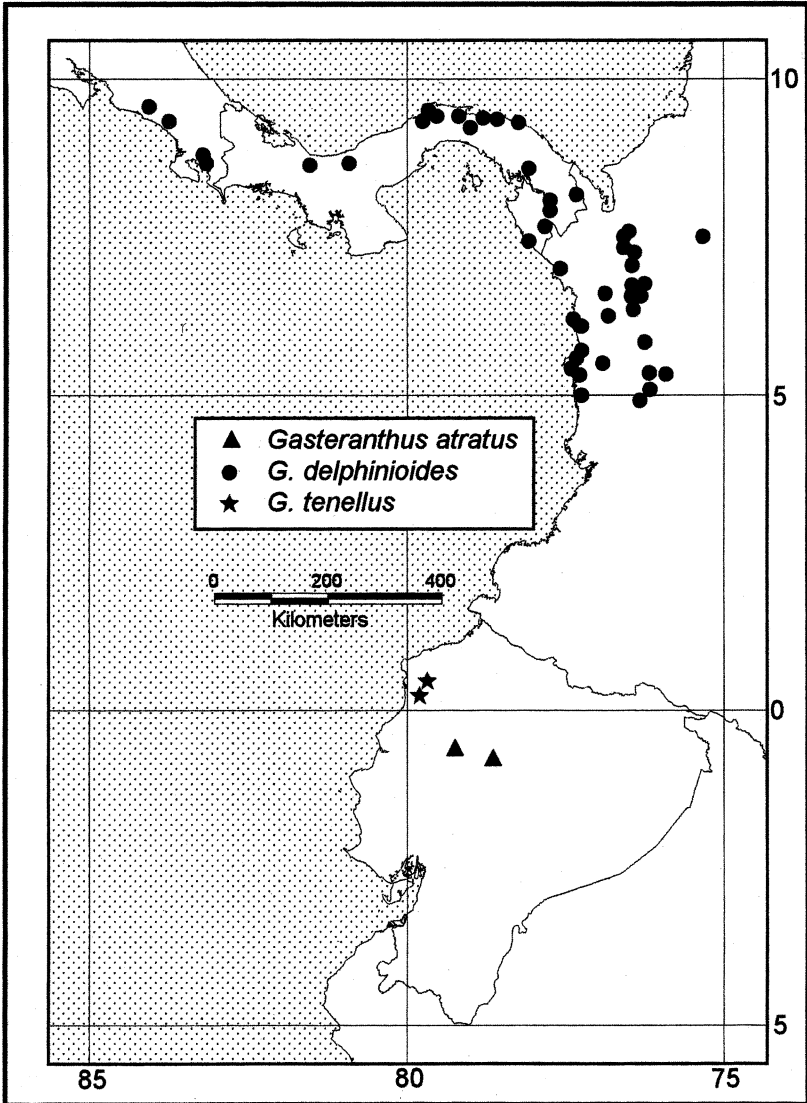 10
5
Gasteranthus atratus
G. delphinioides
G. tenellus
0 200 400
Kilometers
0
5
85 80 75